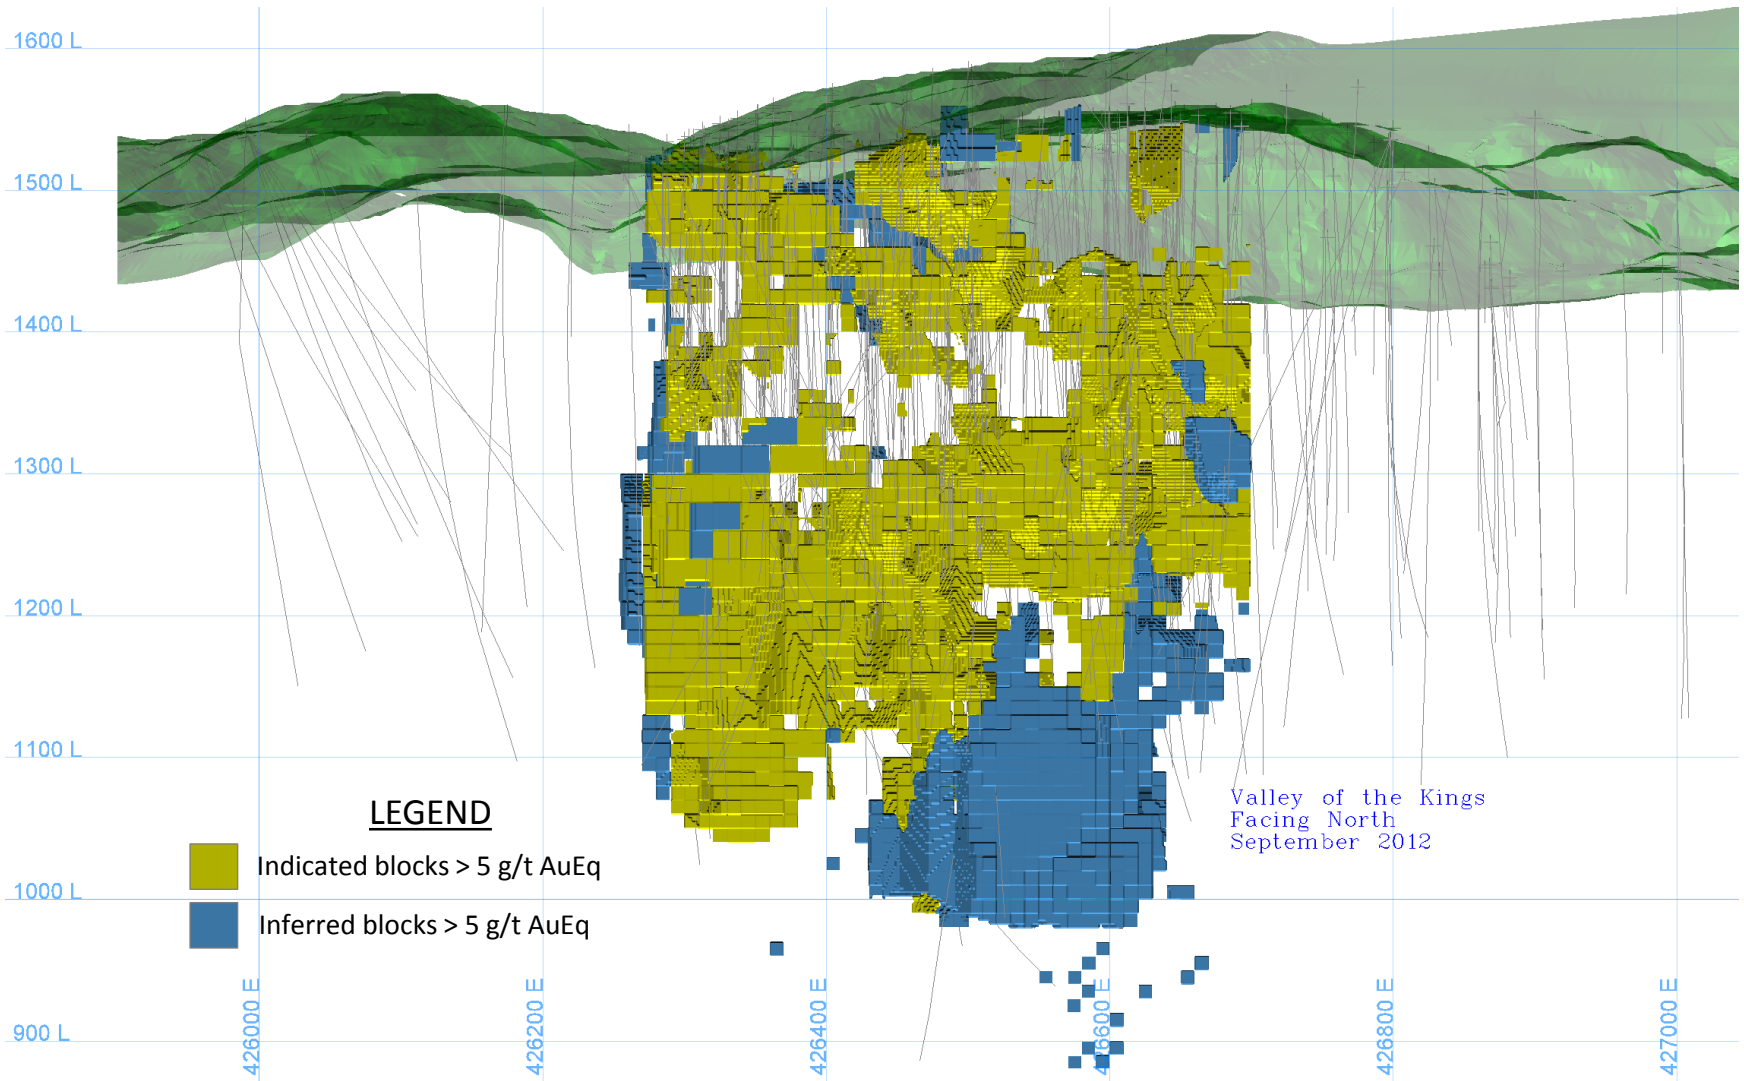 1600 L
1500 L
1400 L
1300 L
1200 L
1100 L
1000 L
900 L
LEGEND
Indicated blocks > 5 g/t AuEq
Inferred blocks > 5 g/t AuEq
Valley of the Kings
Facing North
September 2012
426000 E
426200 E
426400 E
426600 E
426800 E
427000 E